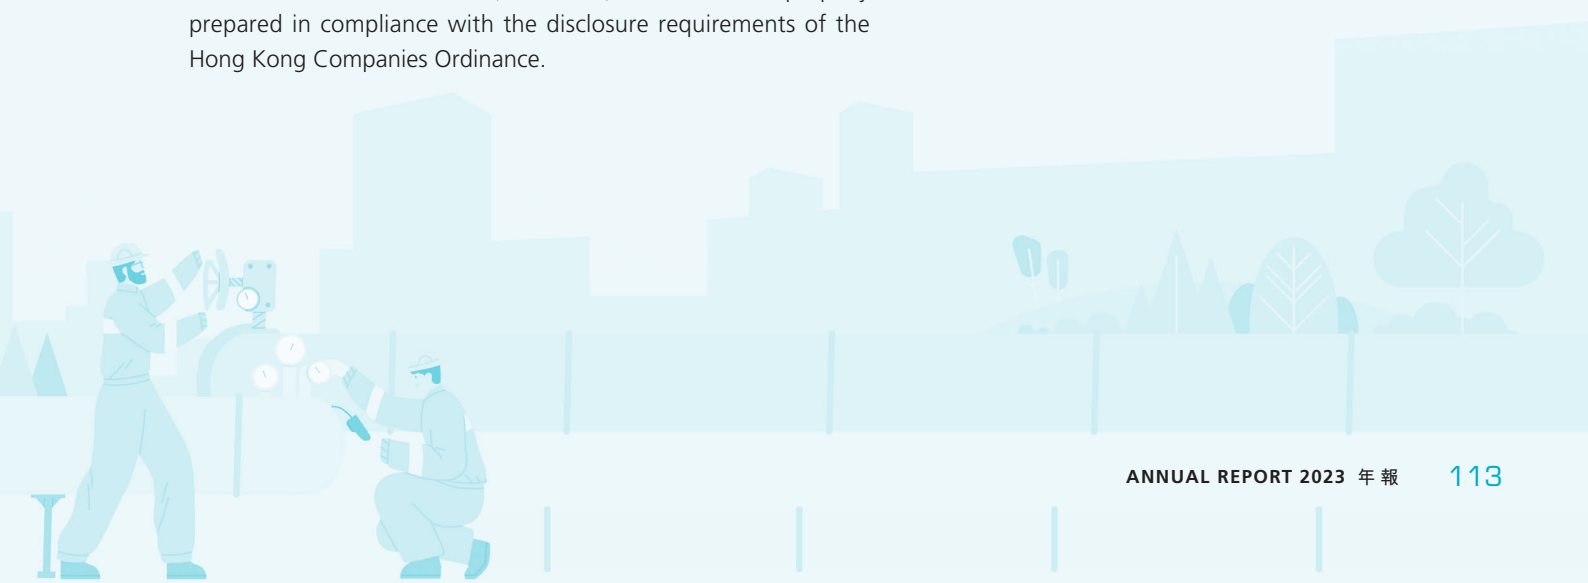 prepared in compliance with the disclosure requirements of the
Hong Kong Companies Ordinance.
ANNUAL REPORT 2023 年報 113